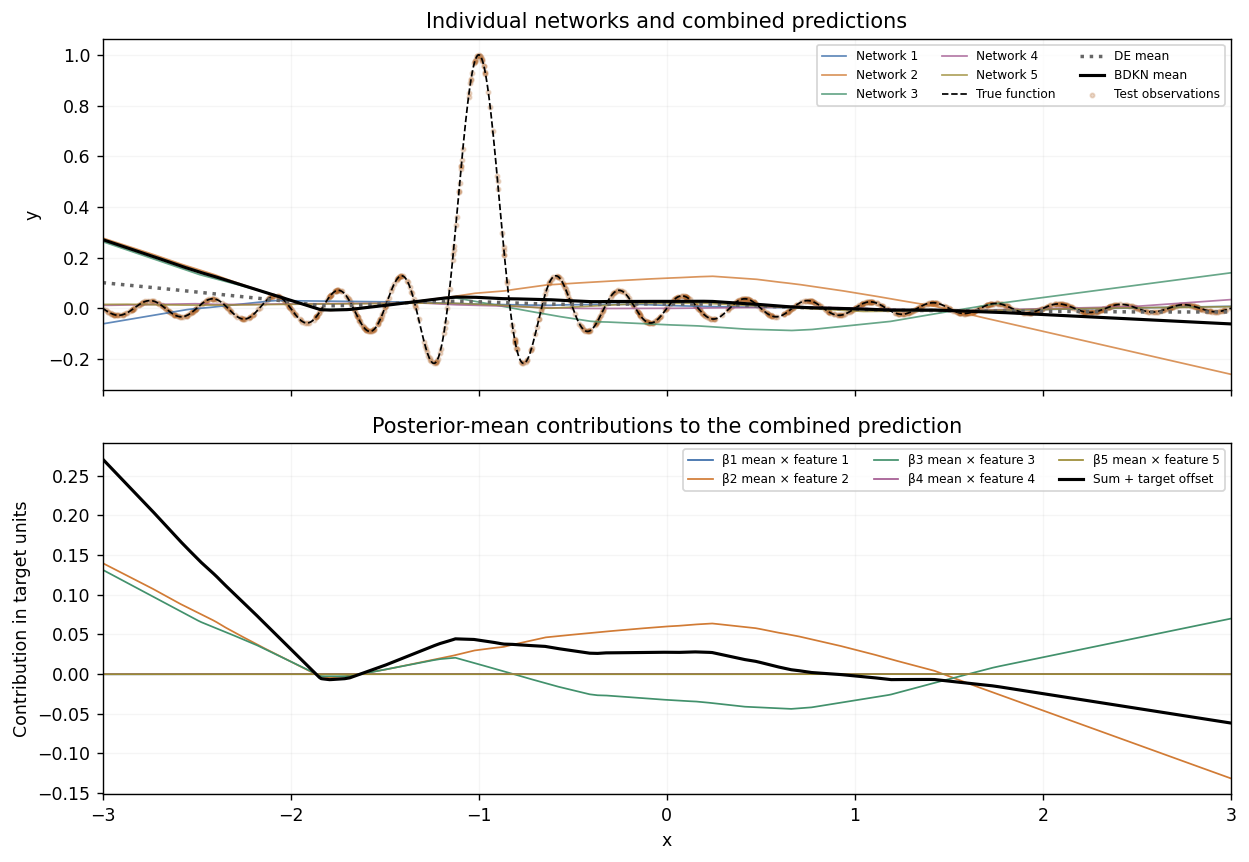 Individual networks and combined predictions
Network 1 Network 4 DE mean
Network 2 Network 5 BDKN mean
Network 3 True function Test observations
1.0
0.8
0.6
0.4
0.2
0.0
−0.2
y
Posterior-mean contributions to the combined prediction
β1 mean × feature 1 β3 mean × feature 3 β5 mean × feature 5
β2 mean × feature 2 β4 mean × feature 4 Sum + target offset
0.25
0.20
0.15
0.10
0.05
0.00
−0.05
−0.10
−0.15
Contribution in target units
−3 −2 −1 0 1 2 3
x